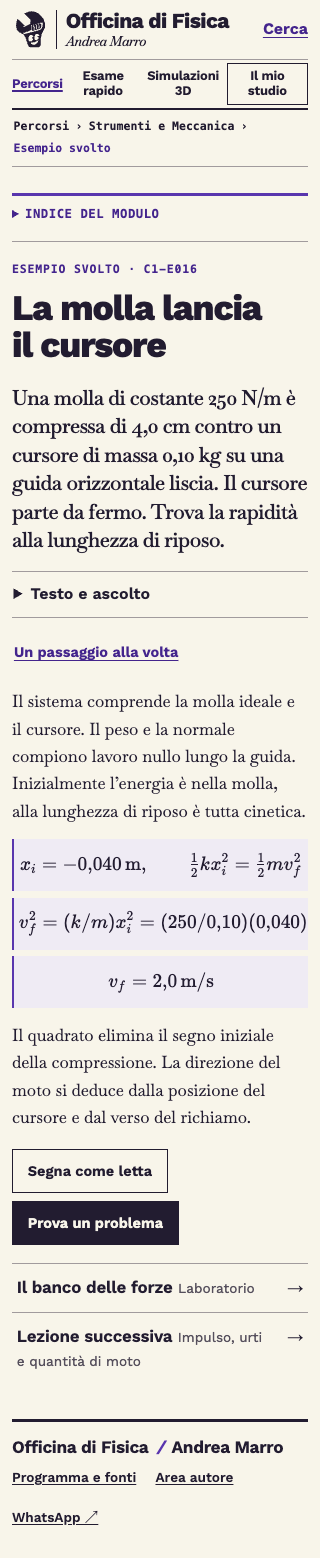 Officina di Fisica
Andrea Marro
Cerca
Percorsi
Esame rapido
Simulazioni 3D
Il mio studio
Percorsi › Strumenti e Meccanica ›
Esempio svolto
▶ INDICE DEL MODULO
ESEMPIO SVOLTO · C1–E016
La molla lancia
il cursore
Una molla di costante 250 N/m è
compressa di 4,0 cm contro un
cursore di massa 0,10 kg su una
guida orizzontale liscia. Il cursore
parte da fermo. Trova la rapidità
alla lunghezza di riposo.
▶ Testo e ascolto
Un passaggio alla volta
Il sistema comprende la molla ideale e
il cursore. Il peso e la normale
compiono lavoro nullo lungo la guida.
Inizialmente l’energia è nella molla,
alla lunghezza di riposo è tutta cinetica.
x_i = −0,040 m, ½kx_i² = ½mv_f²
v_f² = (k/m)x_i² = (250/0,10)(0,040)
v_f = 2,0 m/s
Il quadrato elimina il segno iniziale
della compressione. La direzione del
moto si deduce dalla posizione del
cursore e dal verso del richiamo.
Segna come letta
Prova un problema
Il banco delle forze Laboratorio →
Lezione successiva Impulso, urti →
e quantità di moto
Officina di Fisica / Andrea Marro
Programma e fonti Area autore
WhatsApp ↗